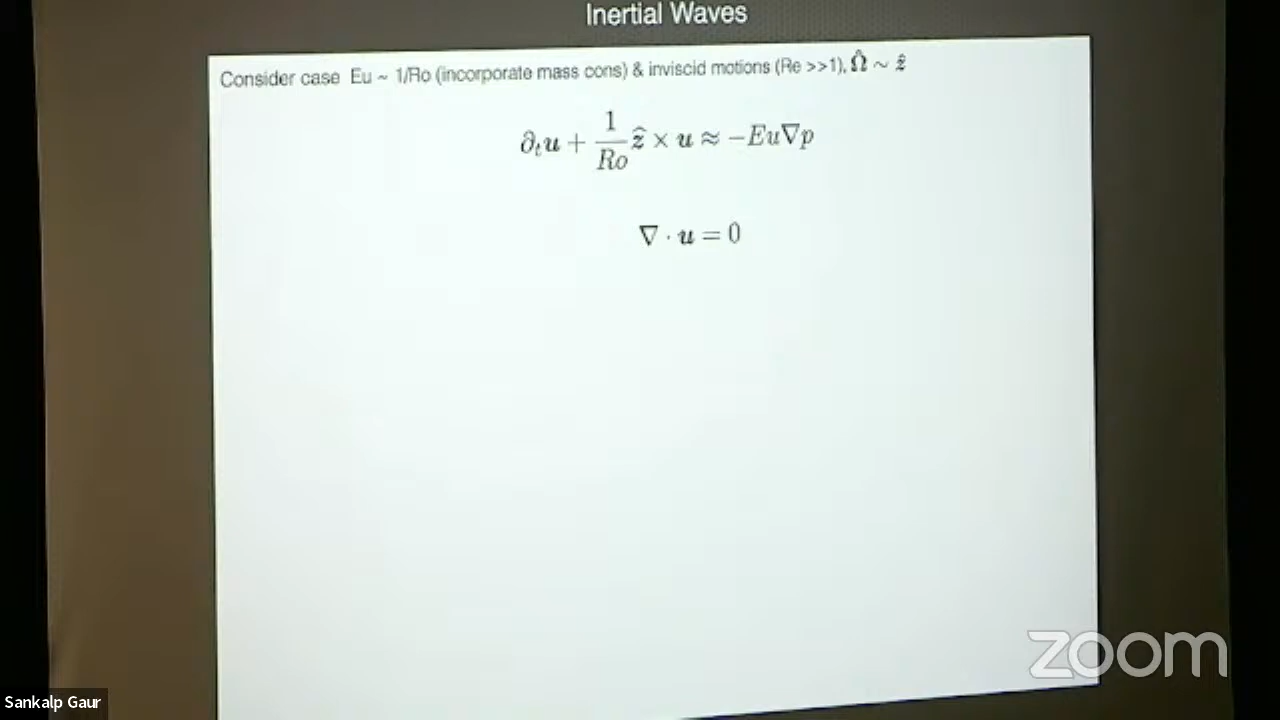 Inertial Waves
Consider case Eu ~ 1/Ro (incorporate mass cons) & inviscid motions (Re >>1), Ω̂ ~ ẑ
∂ₜu + 1/Ro ẑ × u ≈ −Eu∇p
∇ · u = 0
zoom
Sankalp Gaur